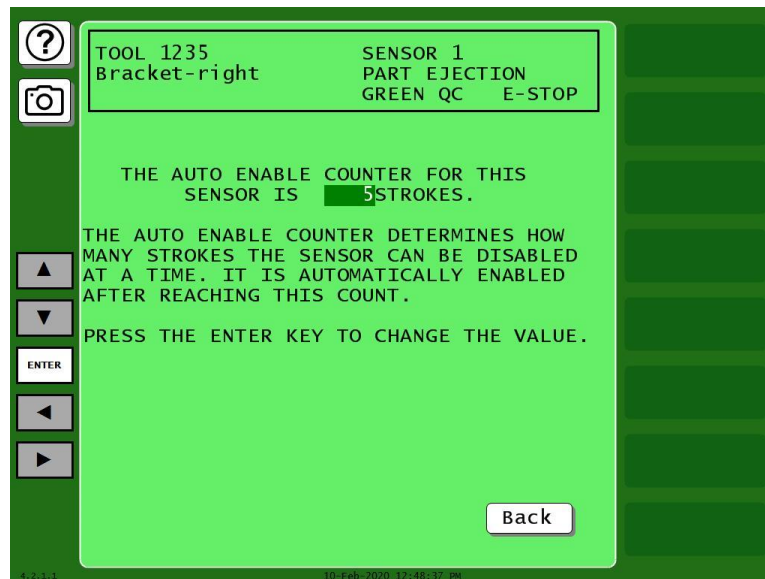 ?
TOOL 1235 SENSOR 1
Bracket-right PART EJECTION
GREEN QC E-STOP
THE AUTO ENABLE COUNTER FOR THIS
SENSOR IS 5STROKES.
THE AUTO ENABLE COUNTER DETERMINES HOW
MANY STROKES THE SENSOR CAN BE DISABLED
AT A TIME. IT IS AUTOMATICALLY ENABLED
AFTER REACHING THIS COUNT.
PRESS THE ENTER KEY TO CHANGE THE VALUE.
ENTER
Back
4.2.1.1 10-Feb-2020 12:48:37 PM